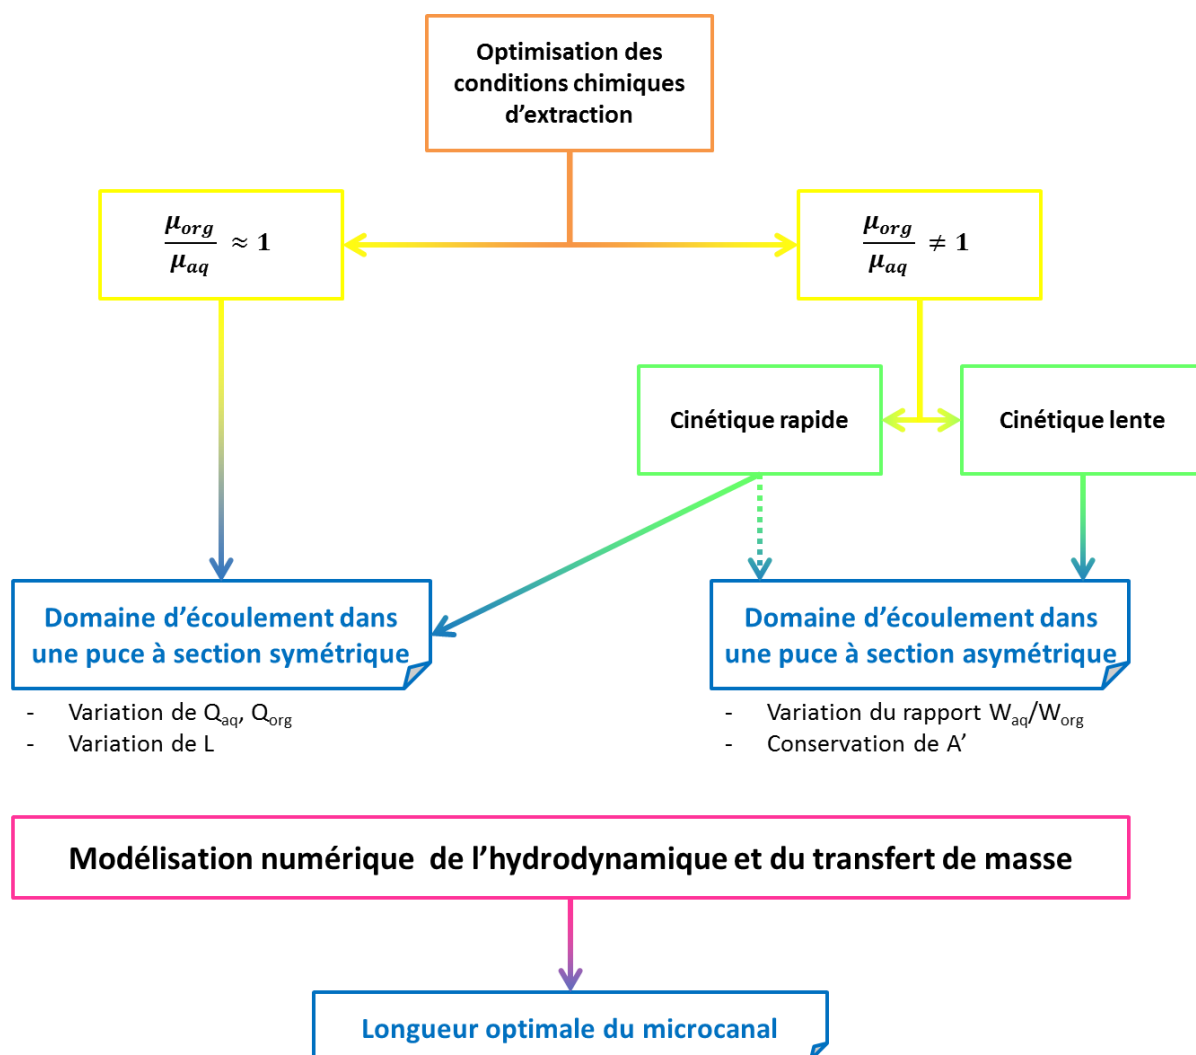 Optimisation des
conditions chimiques
d'extraction
μorg/μaq ≈ 1
μorg/μaq ≠ 1
Cinétique rapide
Cinétique lente
Domaine d'écoulement dans
une puce à section symétrique
Domaine d'écoulement dans
une puce à section asymétrique
- Variation de Qaq, Qorg
- Variation de L
- Variation du rapport Waq/Worg
- Conservation de A'
Modélisation numérique de l'hydrodynamique et du transfert de masse
Longueur optimale du microcanal